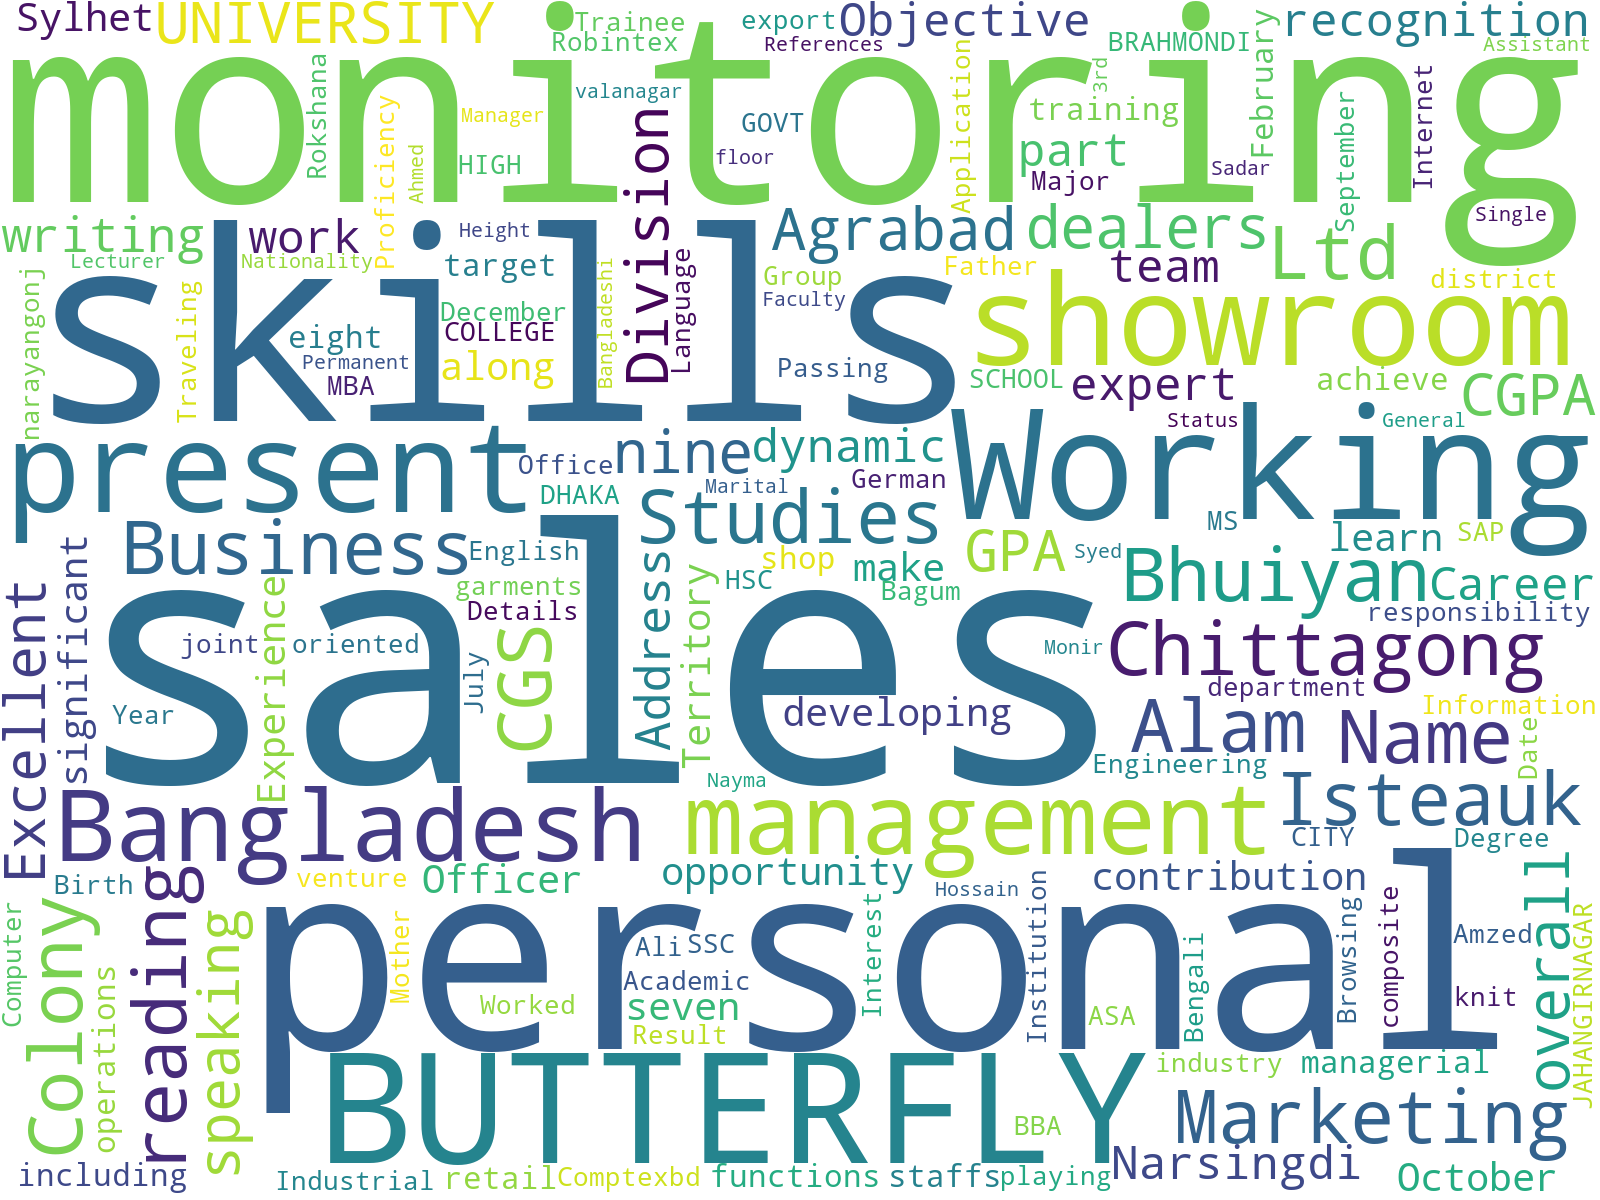 Sylhet
UNIVERSITY
Trainee
Robintex
export
References
Objective
BRAHMONDI
recognition
Assistant
monitoring
Rokshana
Proficiency
Manager
Ahmed
HIGH
valanagar
Division
GOVT
floor
Application
training
part
Major
3rd
Sadar
February
September
Internet
Single
writing
Lecturer
work
Nationality
Height
target
Agrabad
dealers
team
Ltd
Father
district
Group
Faculty
skills
narayangonj
Traveling
eight
Permanent
MBA
December
COLLEGE
along
Bangladeshi
Language
Passing
showroom
SCHOOL
expert
achieve
CGPA
Status
General
present
Office
nine
dynamic
DHAKA
Marital
German
Working
Business
English
garments
Details
Studies
shop
HSC
make
Bagum
GPA
Syed
MS
learn
SAP
Bhuiyan
Career
responsibility
Excellent
significant
joint
oriented
Experience
Year
July
CGS
Address
Territory
sales
developing
Monir
Chittagong
department
Information
Alam
Name
Date
Engineering
Nayma
Bangladesh
management
Isteauk
CITY
Degree
Birth
venture
Officer
opportunity
Hossain
contribution
overall
Computer
Colony
operations
reading
speaking
personal
Mother
Worked
Ali
SSC
Academic
seven
Result
Interest
Institution
ASA
Bengali
Browsing
composite
Amzed
knit
JAHANGIRNAGAR
BUTTERFLY
industry
managerial
BBA
Marketing
including
Industrial
retail
Comptexbd
functions
staffs
playing
Narsingdi
October